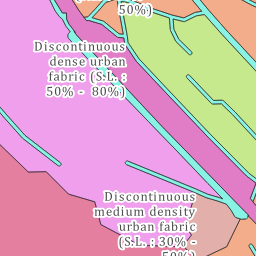 50%)
Discontinuous
dense urban
fabric (S.L. :
50% -  80%)
Discontinuous
medium density
urban fabric
(S.L. : 30% -
50%)